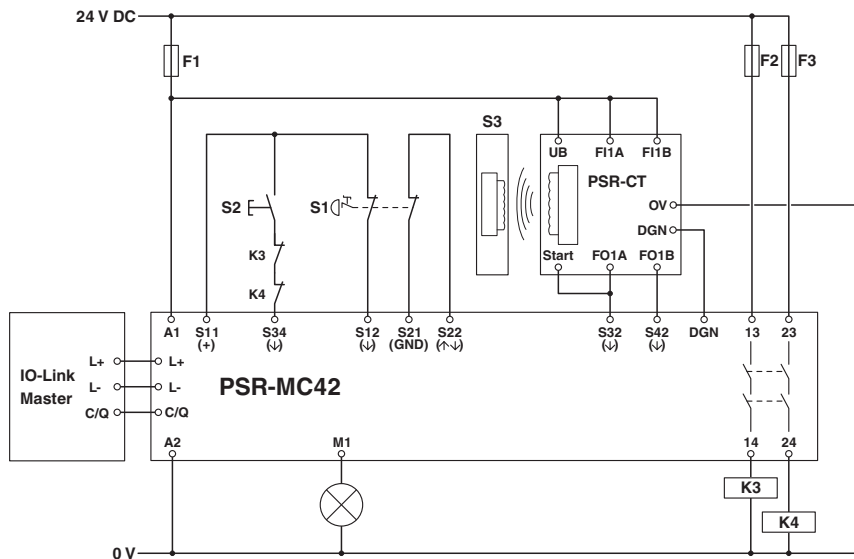 24 V DC
F1
F2
F3
S3
UB
FI1A
FI1B
PSR-CT
S2
S1
OV
DGN
K3
Start
FO1A
FO1B
K4
A1
S11
(+)
S34
(↓)
S12
(↓)
S21
(GND)
S22
(↑↓)
S32
(↓)
S42
(↓)
DGN
13
23
IO-Link
Master
L+
L+
L-
L-
C/Q
C/Q
PSR-MC42
A2
M1
14
24
K3
K4
0 V